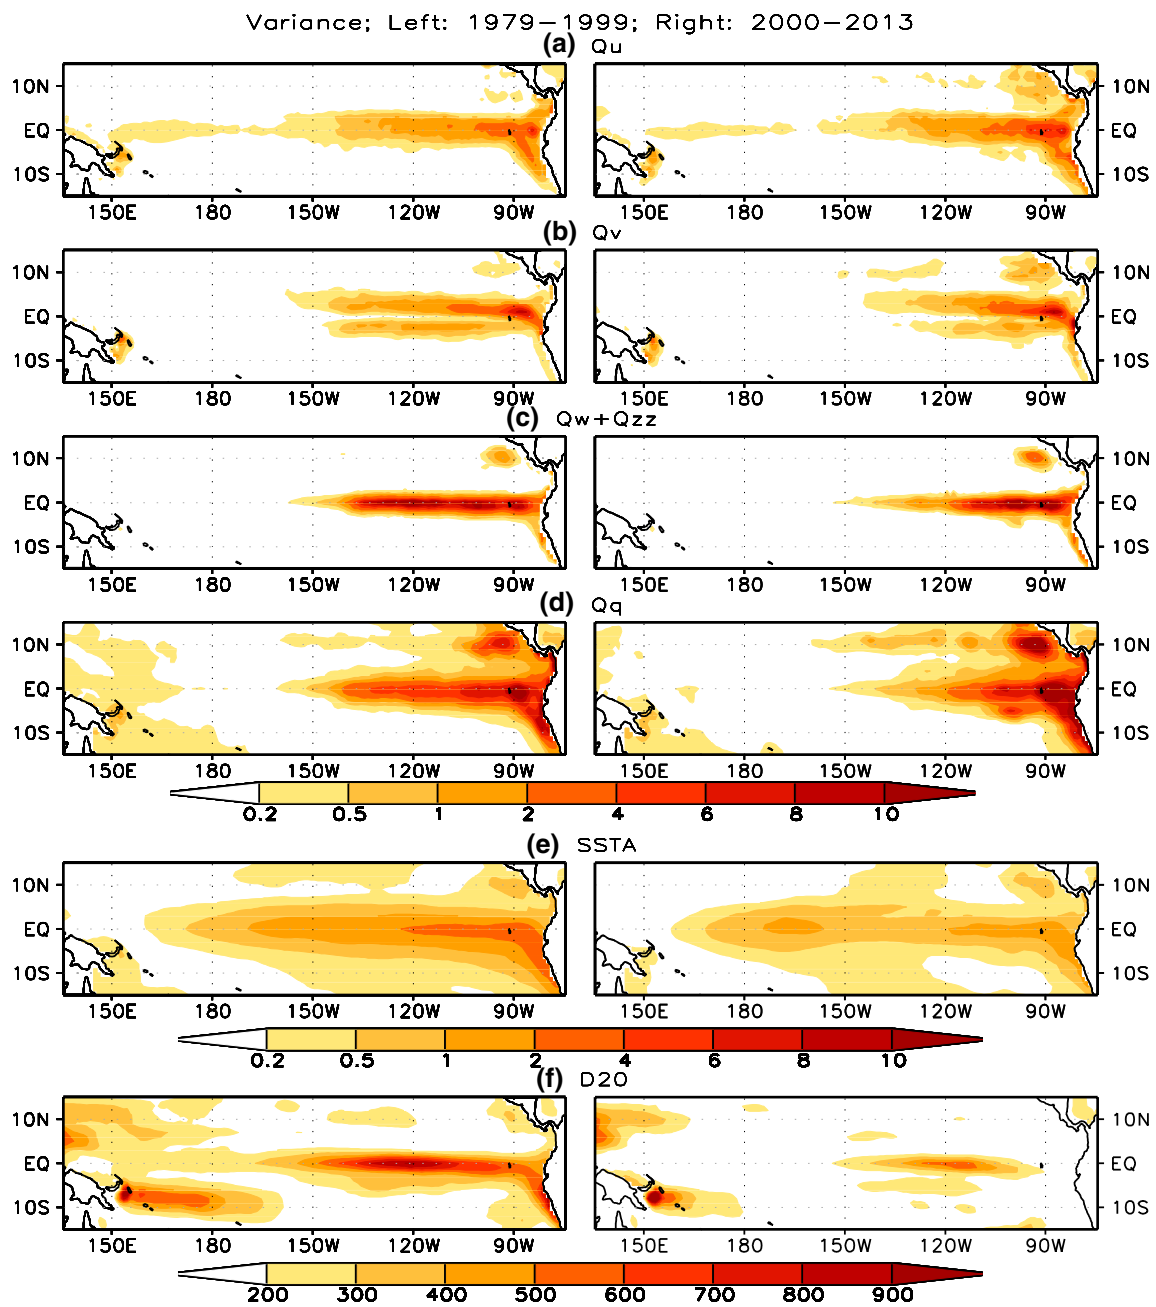 Variance; Left: 1979−1999; Right: 2000−2013
(a) Qu
10N
EQ
10S
10N
EQ
10S
150E 180 150W 120W 90W
150E 180 150W 120W 90W
(b) Qv
10N
EQ
10S
10N
EQ
10S
150E 180 150W 120W 90W
150E 180 150W 120W 90W
(c) Qw+Qzz
10N
EQ
10S
10N
EQ
10S
150E 180 150W 120W 90W
150E 180 150W 120W 90W
(d) Qq
10N
EQ
10S
10N
EQ
10S
150E 180 150W 120W 90W
150E 180 150W 120W 90W
0.2 0.5 1 2 4 6 8 10
(e) SSTA
10N
EQ
10S
10N
EQ
10S
150E 180 150W 120W 90W
150E 180 150W 120W 90W
0.2 0.5 1 2 4 6 8 10
(f) D20
10N
EQ
10S
10N
EQ
10S
150E 180 150W 120W 90W
150E 180 150W 120W 90W
200 300 400 500 600 700 800 900